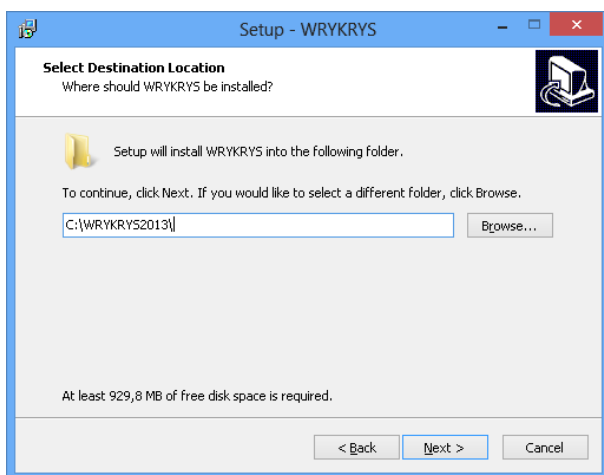 Setup - WRYKRYS
Select Destination Location
Where should WRYKRYS be installed?
Setup will install WRYKRYS into the following folder.
To continue, click Next. If you would like to select a different folder, click Browse.
C:\WRYKRYS2013\
Browse...
At least 929,8 MB of free disk space is required.
< Back
Next >
Cancel